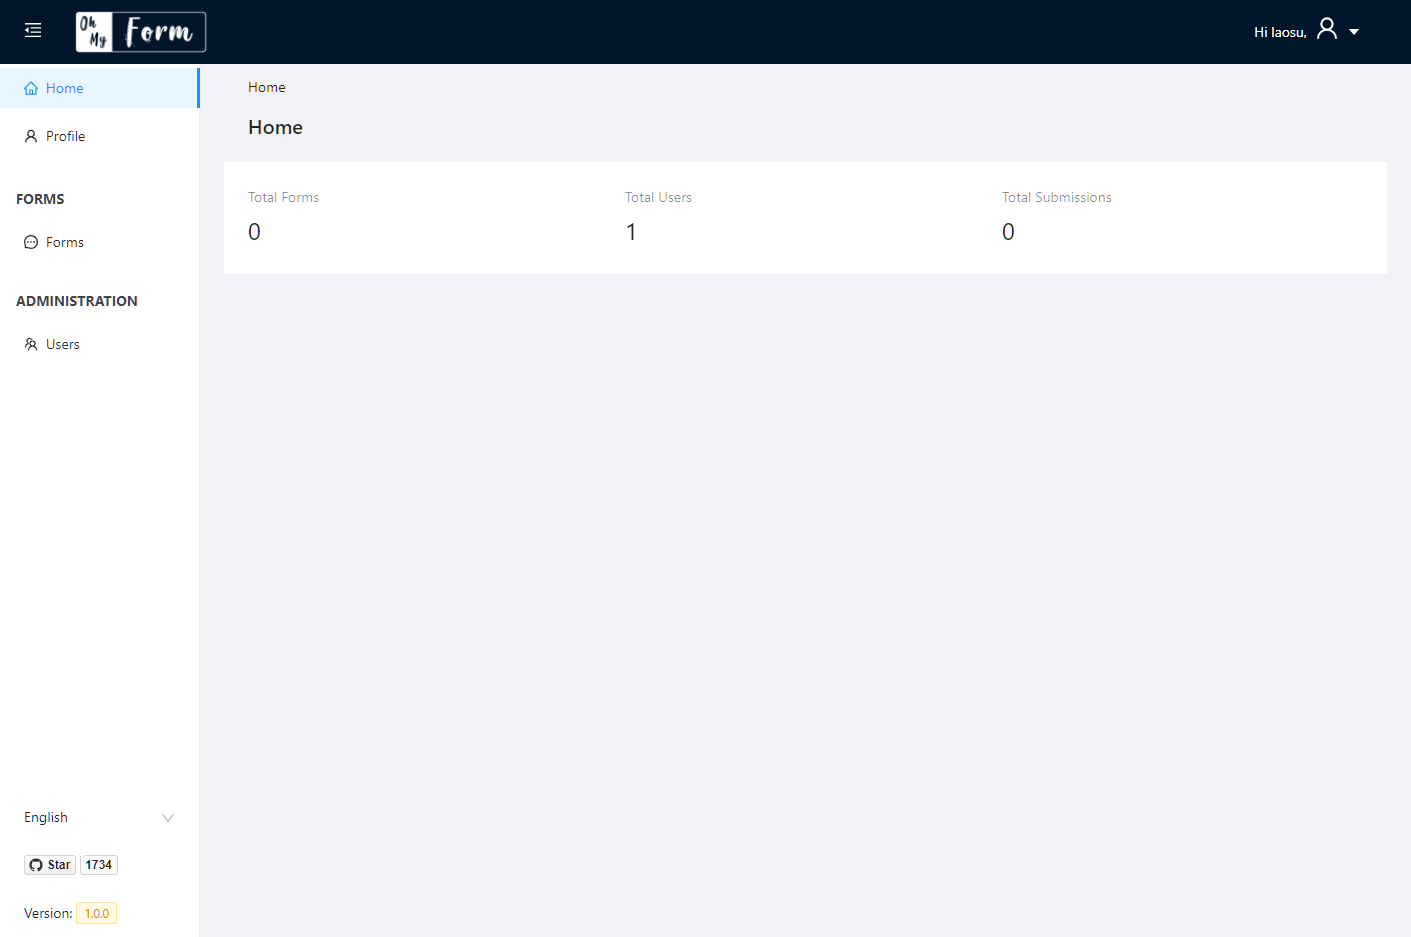 Oh My Form
Hi laosu,
Home
Profile
FORMS
Forms
ADMINISTRATION
Users
English
Star 1734
Version: 1.0.0
Home
Home
Total Forms
0
Total Users
1
Total Submissions
0